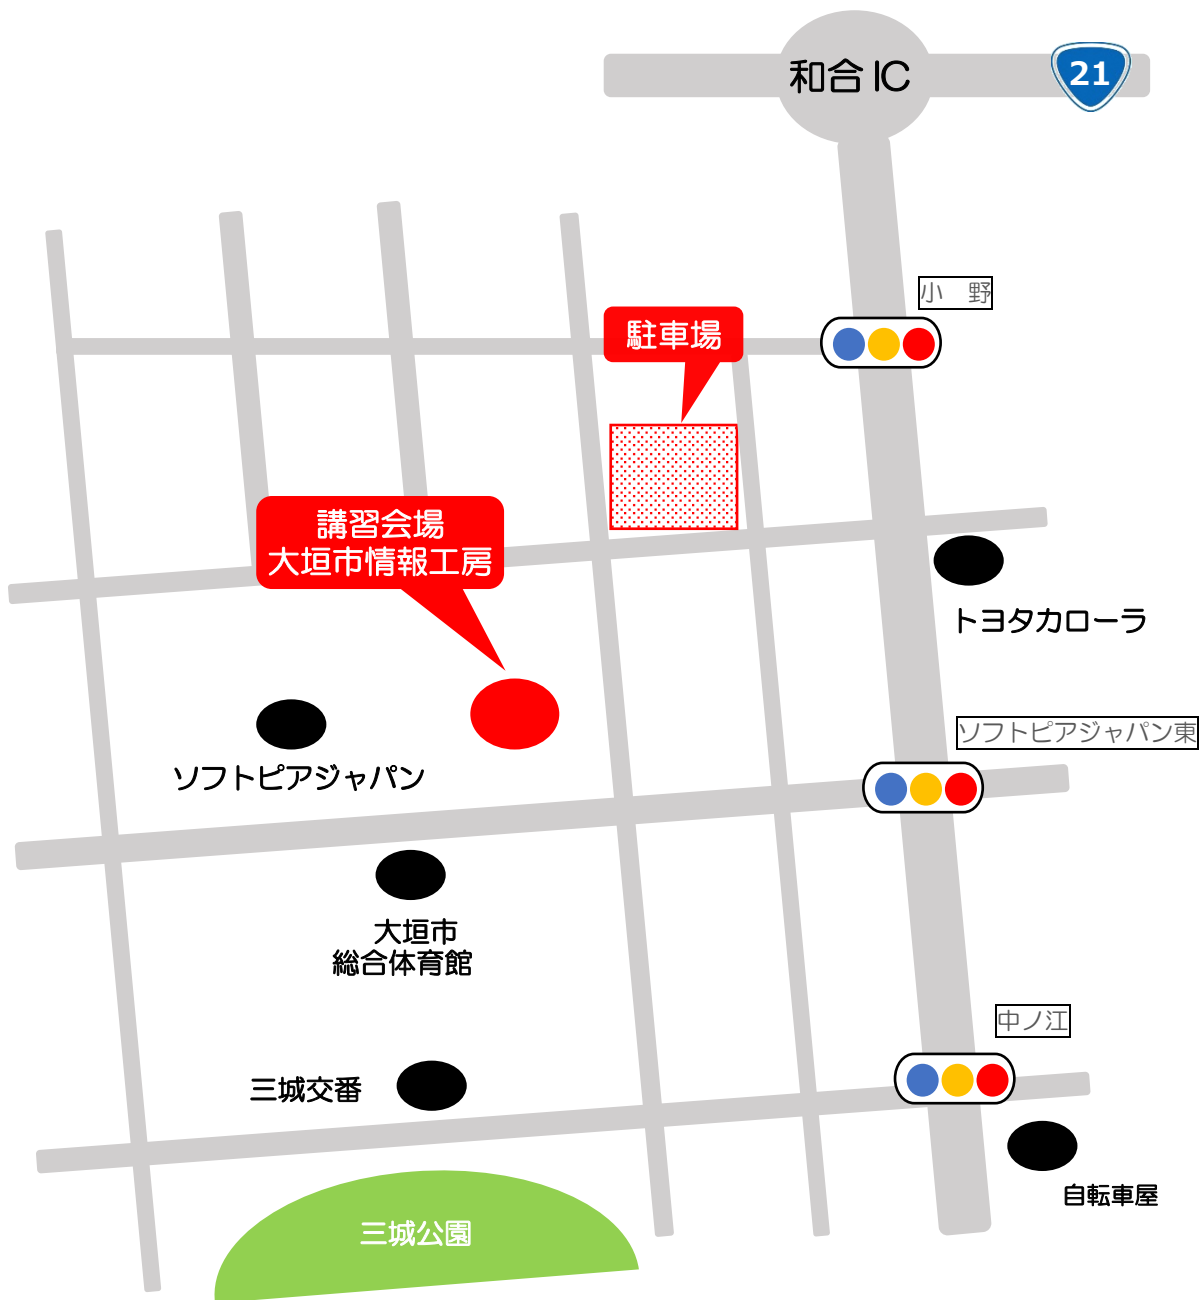 和合IC
21
小　野
駐車場
講習会場
大垣市情報工房
トヨタカローラ
ソフトピアジャパン東
ソフトピアジャパン
大垣市
総合体育館
中ノ江
三城交番
自転車屋
三城公園